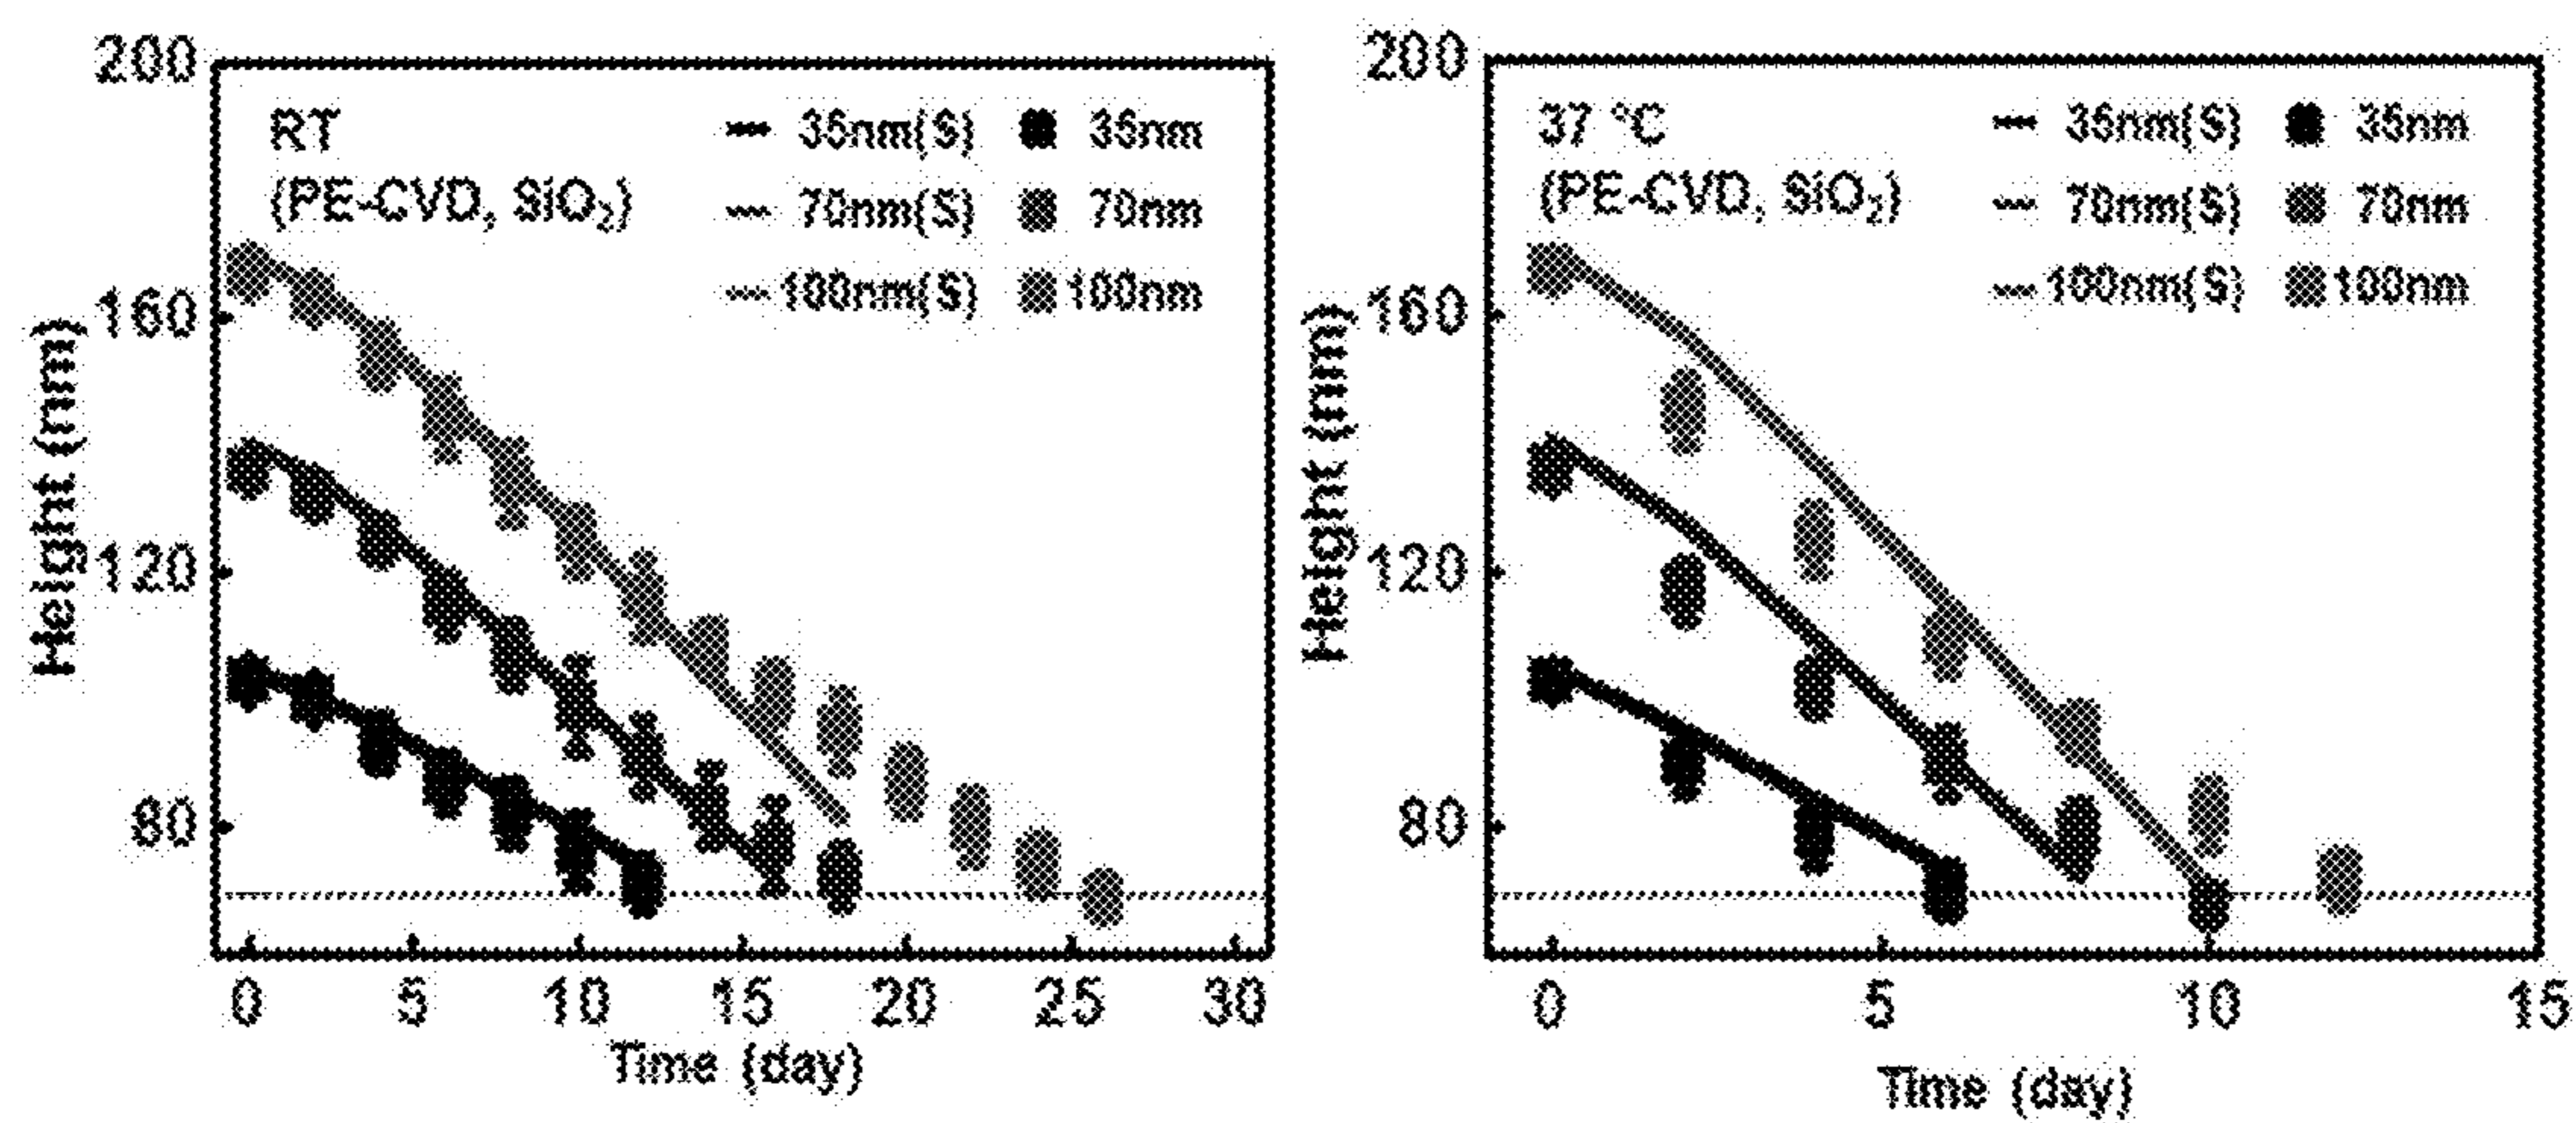 200
160
120
80
Height (nm)
RT
(PE-CVD, SiO₂)
35nm(S) 35nm
70nm(S) 70nm
100nm(S) 100nm
0 5 10 15 20 25 30
Time (day)
200
160
120
80
Height (nm)
37 °C
(PE-CVD, SiO₂)
35nm(S) 35nm
70nm(S) 70nm
100nm(S) 100nm
0 5 10 15
Time (day)